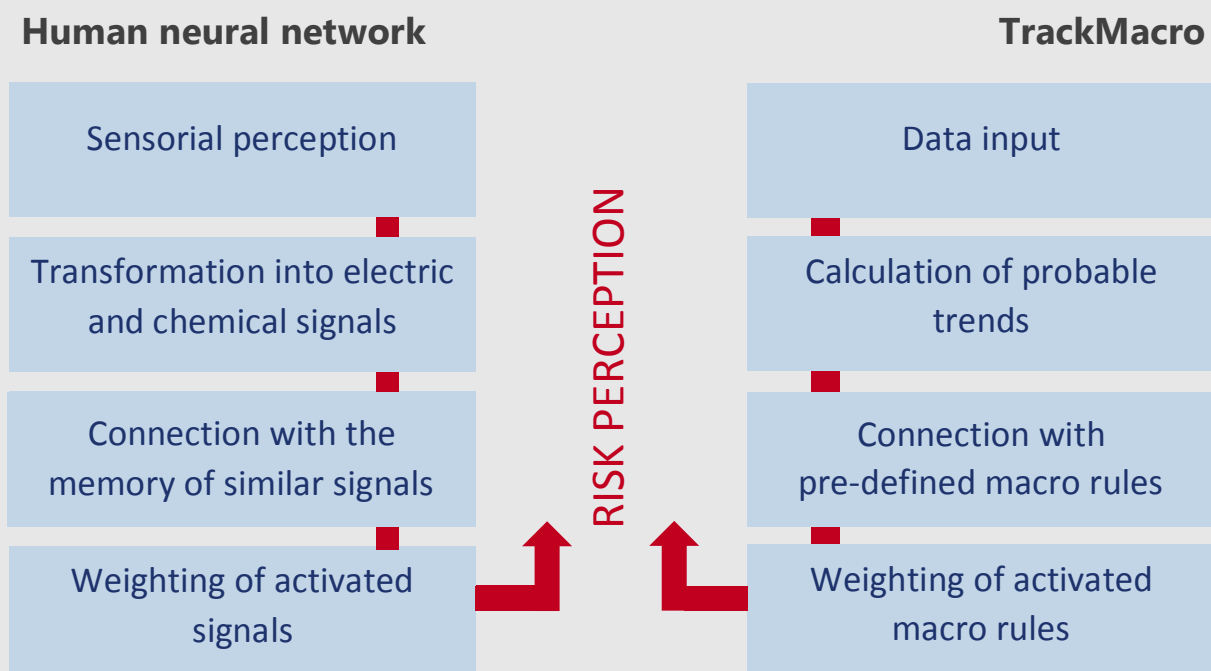 Human neural network
Sensorial perception
Transformation into electric
and chemical signals
Connection with the
memory of similar signals
Weighting of activated
signals
RISK PERCEPTION
TrackMacro
Data input
Calculation of probable
trends
Connection with
pre-defined macro rules
Weighting of activated
macro rules